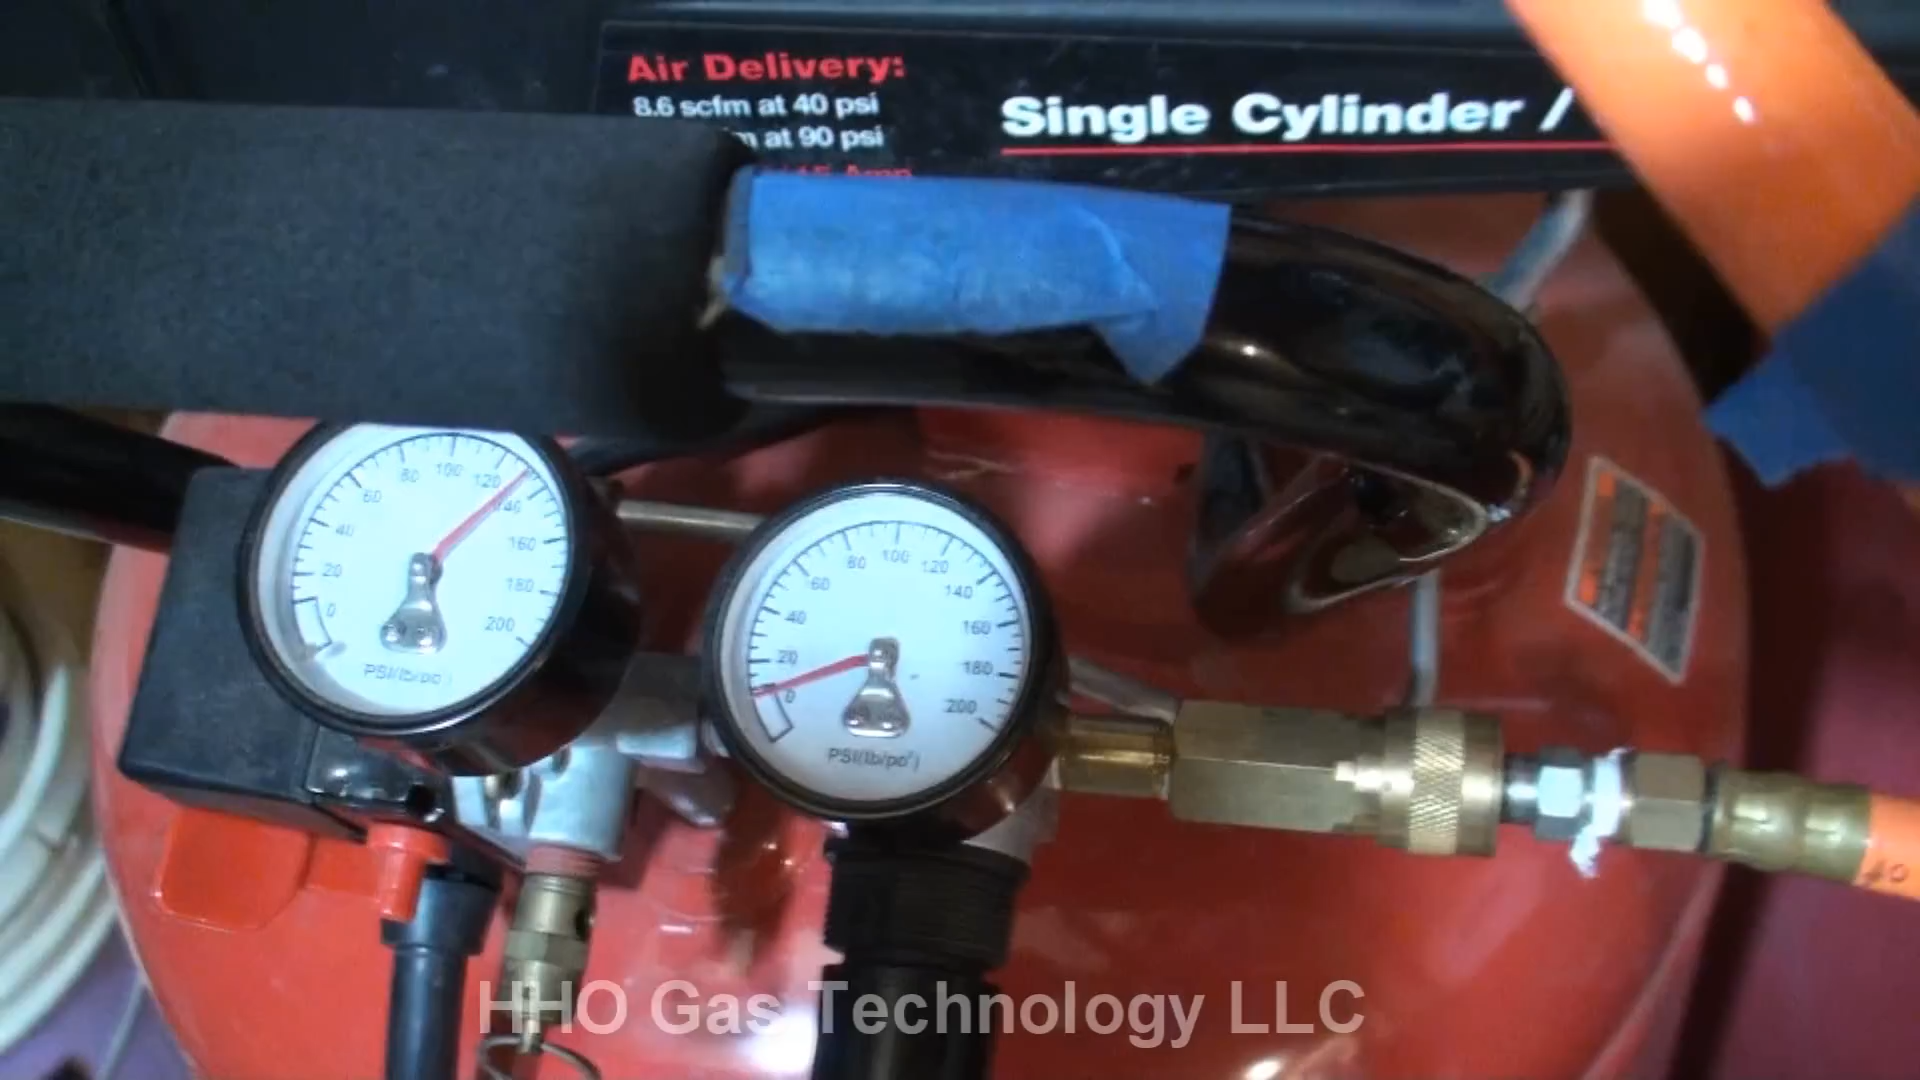 Air Delivery:
8.6 scfm at 40 psi
at 90 psi
15 Amp
Single Cylinder /
0 20 40 60 80 100 120 140 160 180 200
PSI(lb/po²)
0 20 40 60 80 100 120 140 160 180 200
PSI(lb/po²)
HHO Gas Technology LLC